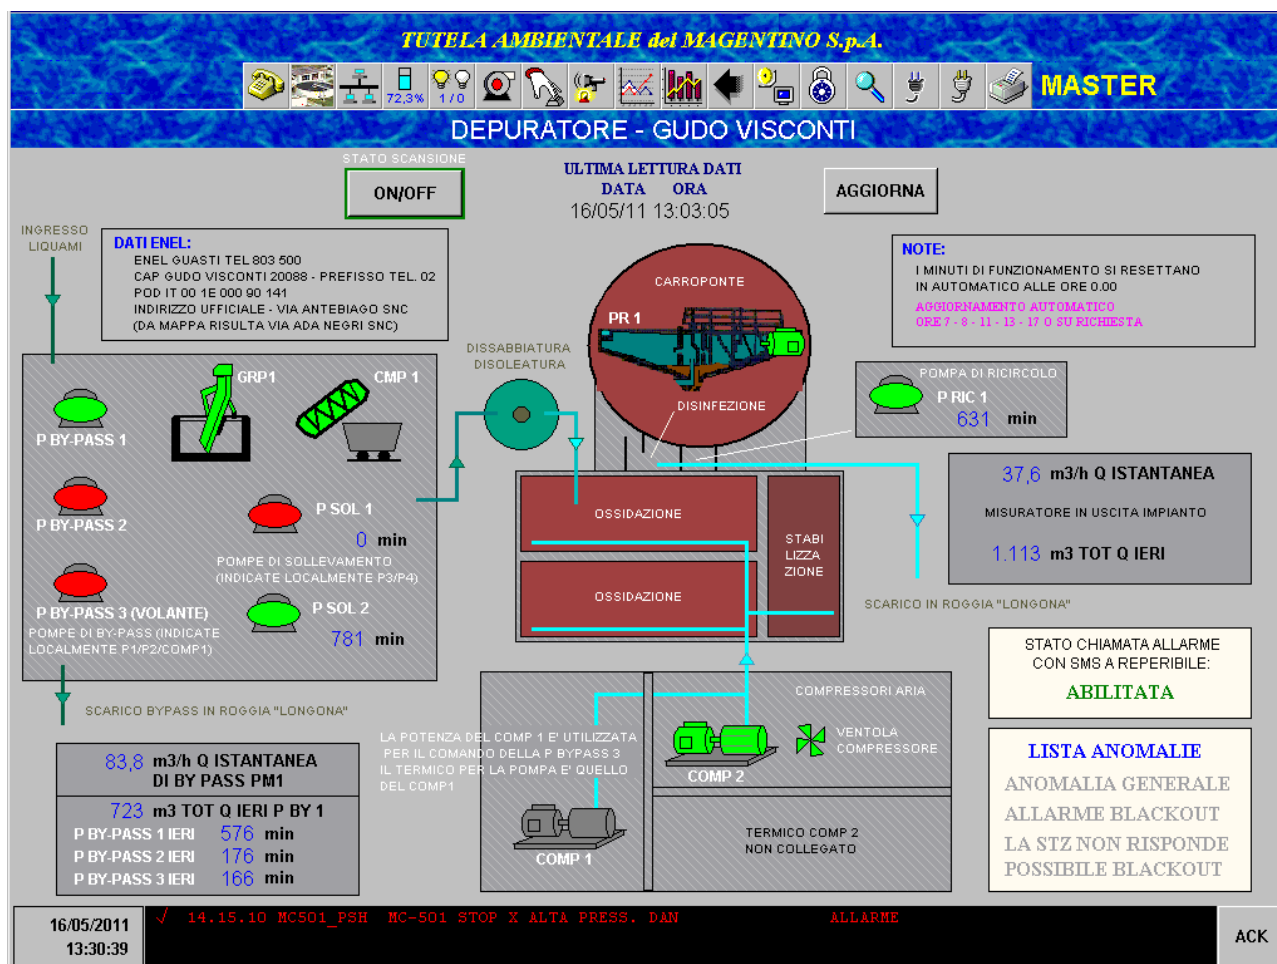 TUTELA AMBIENTALE del MAGENTINO S.p.A.
72,3%
1 / 0
MASTER
DEPURATORE - GUDO VISCONTI
STATO SCANSIONE
ON/OFF
ULTIMA LETTURA DATI
DATA ORA
16/05/11 13:03:05
AGGIORNA
INGRESSO
LIQUAMI
DATI ENEL:
ENEL GUASTI TEL 803 500
CAP GUDO VISCONTI 20088 - PREFISSO TEL. 02
POD IT 00 1E 000 90 141
INDIRIZZO UFFICIALE - VIA ANTEBIAGO SNC
(DA MAPPA RISULTA VIA ADA NEGRI SNC)
NOTE:
I MINUTI DI FUNZIONAMENTO SI RESETTANO
IN AUTOMATICO ALLE ORE 0.00
AGGIORNAMENTO AUTOMATICO
ORE 7 - 8 - 11 - 13 - 17 O SU RICHIESTA
CARROPONTE
PR 1
DISINFEZIONE
DISSABBIATURA
DISOLEATURA
POMPA DI RICIRCOLO
P RIC 1
631 min
GRP1
CMP 1
P BY-PASS 1
P BY-PASS 2
P BY-PASS 3 (VOLANTE)
POMPE DI BY-PASS (INDICATE
LOCALMENTE P1/P2/COMP1)
P SOL 1
0 min
POMPE DI SOLLEVAMENTO
(INDICATE LOCALMENTE P3/P4)
P SOL 2
781 min
OSSIDAZIONE
OSSIDAZIONE
STABI
LIZZA
ZIONE
37,6 m3/h Q ISTANTANEA
MISURATORE IN USCITA IMPIANTO
1.113 m3 TOT Q IERI
SCARICO IN ROGGIA "LONGONA"
STATO CHIAMATA ALLARME
CON SMS A REPERIBILE:
ABILITATA
SCARICO BYPASS IN ROGGIA "LONGONA"
83,8 m3/h Q ISTANTANEA
DI BY PASS PM1
723 m3 TOT Q IERI P BY 1
P BY-PASS 1 IERI 576 min
P BY-PASS 2 IERI 176 min
P BY-PASS 3 IERI 166 min
LA POTENZA DEL COMP 1 E' UTILIZZATA
PER IL COMANDO DELLA P BYPASS 3
IL TERMICO PER LA POMPA E' QUELLO
DEL COMP1
COMP 1
COMPRESSORI ARIA
VENTOLA
COMPRESSORE
COMP 2
TERMICO COMP 2
NON COLLEGATO
LISTA ANOMALIE
ANOMALIA GENERALE
ALLARME BLACKOUT
LA STZ NON RISPONDE
POSSIBILE BLACKOUT
16/05/2011
13:30:39
√ 14.15.10 MC501_PSH MC-501 STOP X ALTA PRESS. DAN ALLARME
ACK